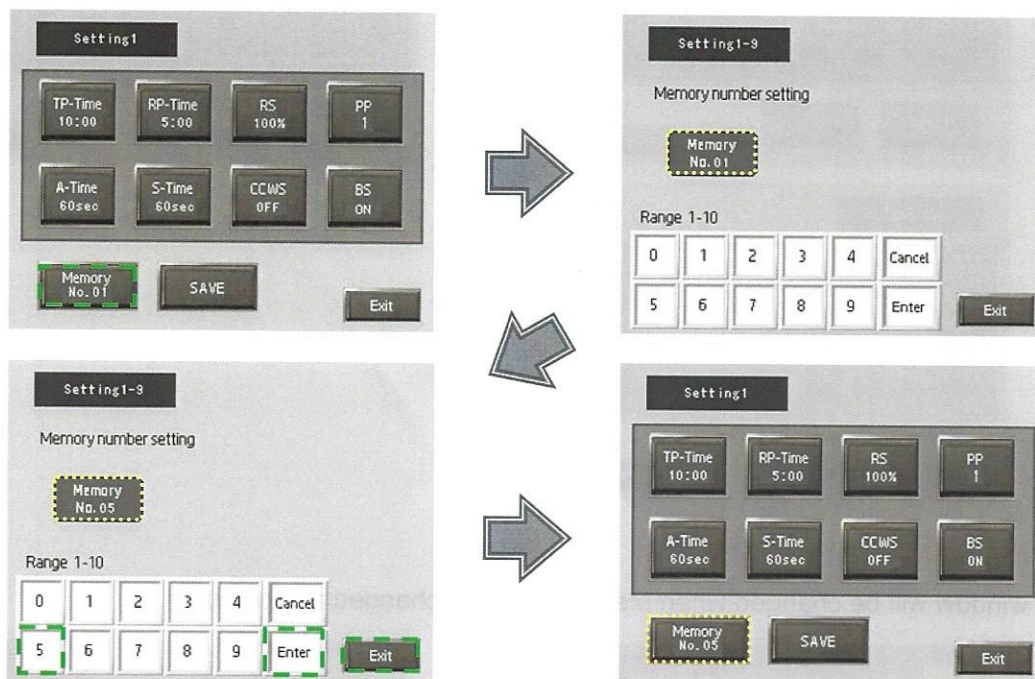 Setting1
TP-Time RP-Time RS PP
10:00 5:00 100% 1
A-Time S-Time CCWS BS
60sec 60sec OFF ON
Memory
No.01
SAVE
Exit
Setting1-9
Memory number setting
Memory
No.01
Range 1-10
0 1 2 3 4 Cancel
5 6 7 8 9 Enter
Exit
Setting1-9
Memory number setting
Memory
No.05
Range 1-10
0 1 2 3 4 Cancel
5 6 7 8 9 Enter
Exit
Setting1
TP-Time RP-Time RS PP
10:00 5:00 100% 1
A-Time S-Time CCWS BS
60sec 60sec OFF ON
Memory
No.05
SAVE
Exit